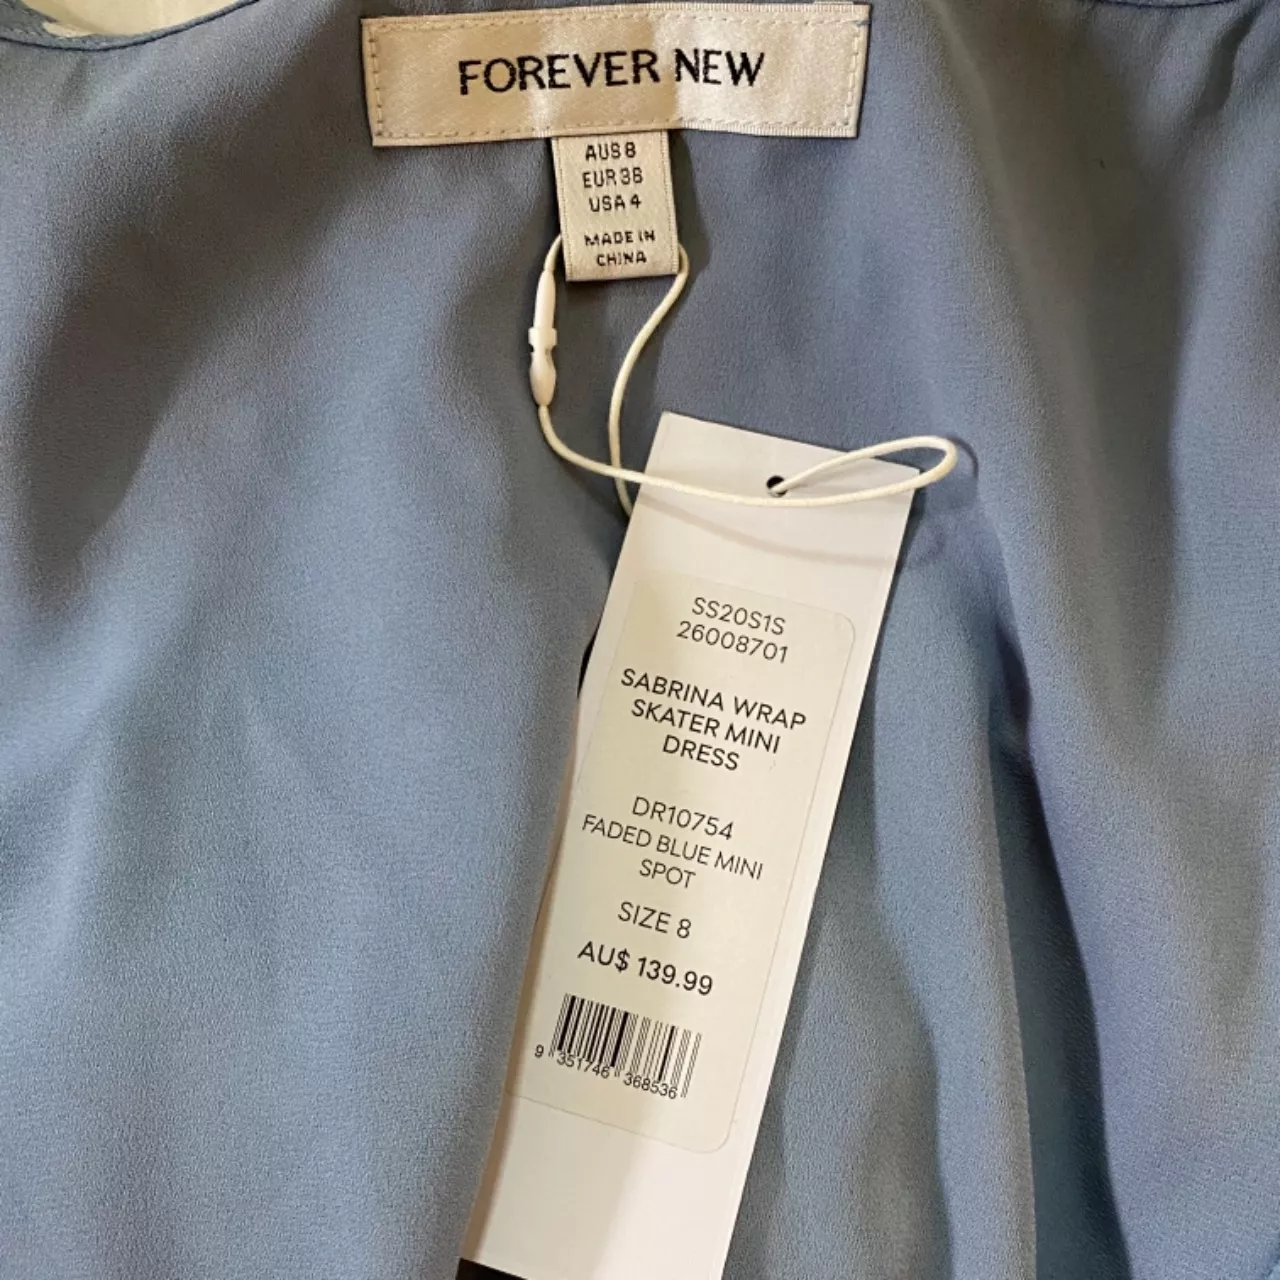 FOREVER NEW
AUS 8
EUR 36
USA 4
MADE IN
CHINA
SS20S1S
26008701
SABRINA WRAP
SKATER MINI
DRESS
DR10754
FADED BLUE MINI
SPOT
SIZE 8
AU$ 139.99
9 351746 368536